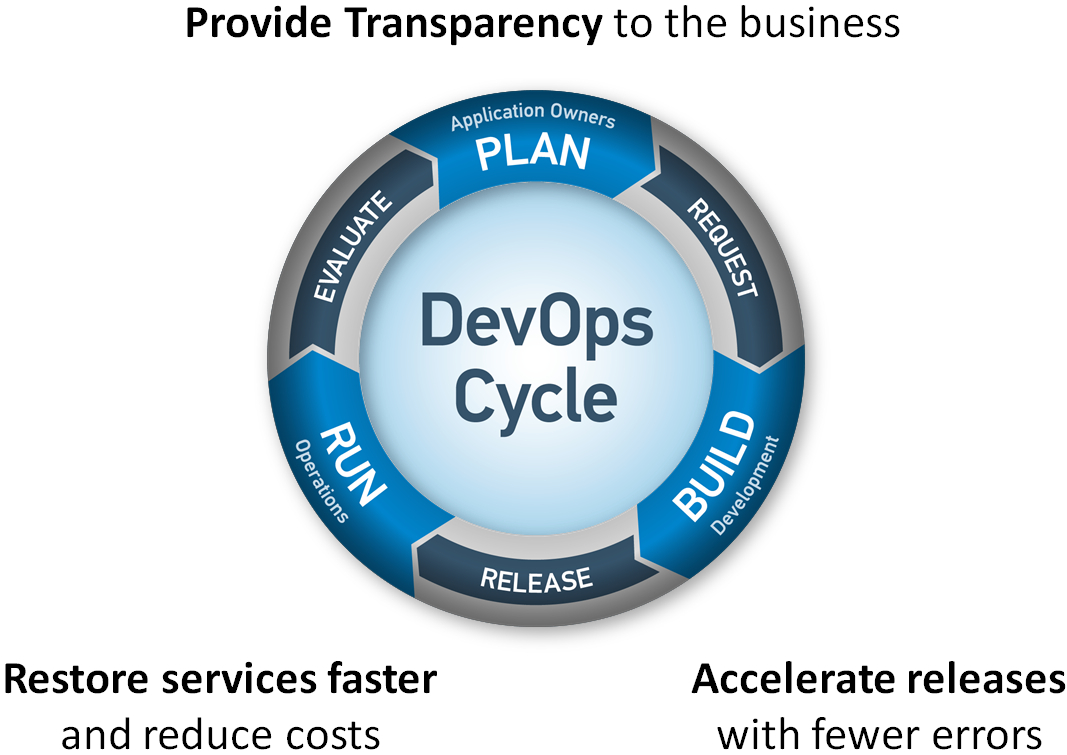 Provide Transparency to the business
Application Owners
PLAN
EVALUATE
REQUEST
DevOps
Cycle
RUN
Operations
BUILD
Development
RELEASE
Restore services faster
and reduce costs
Accelerate releases
with fewer errors